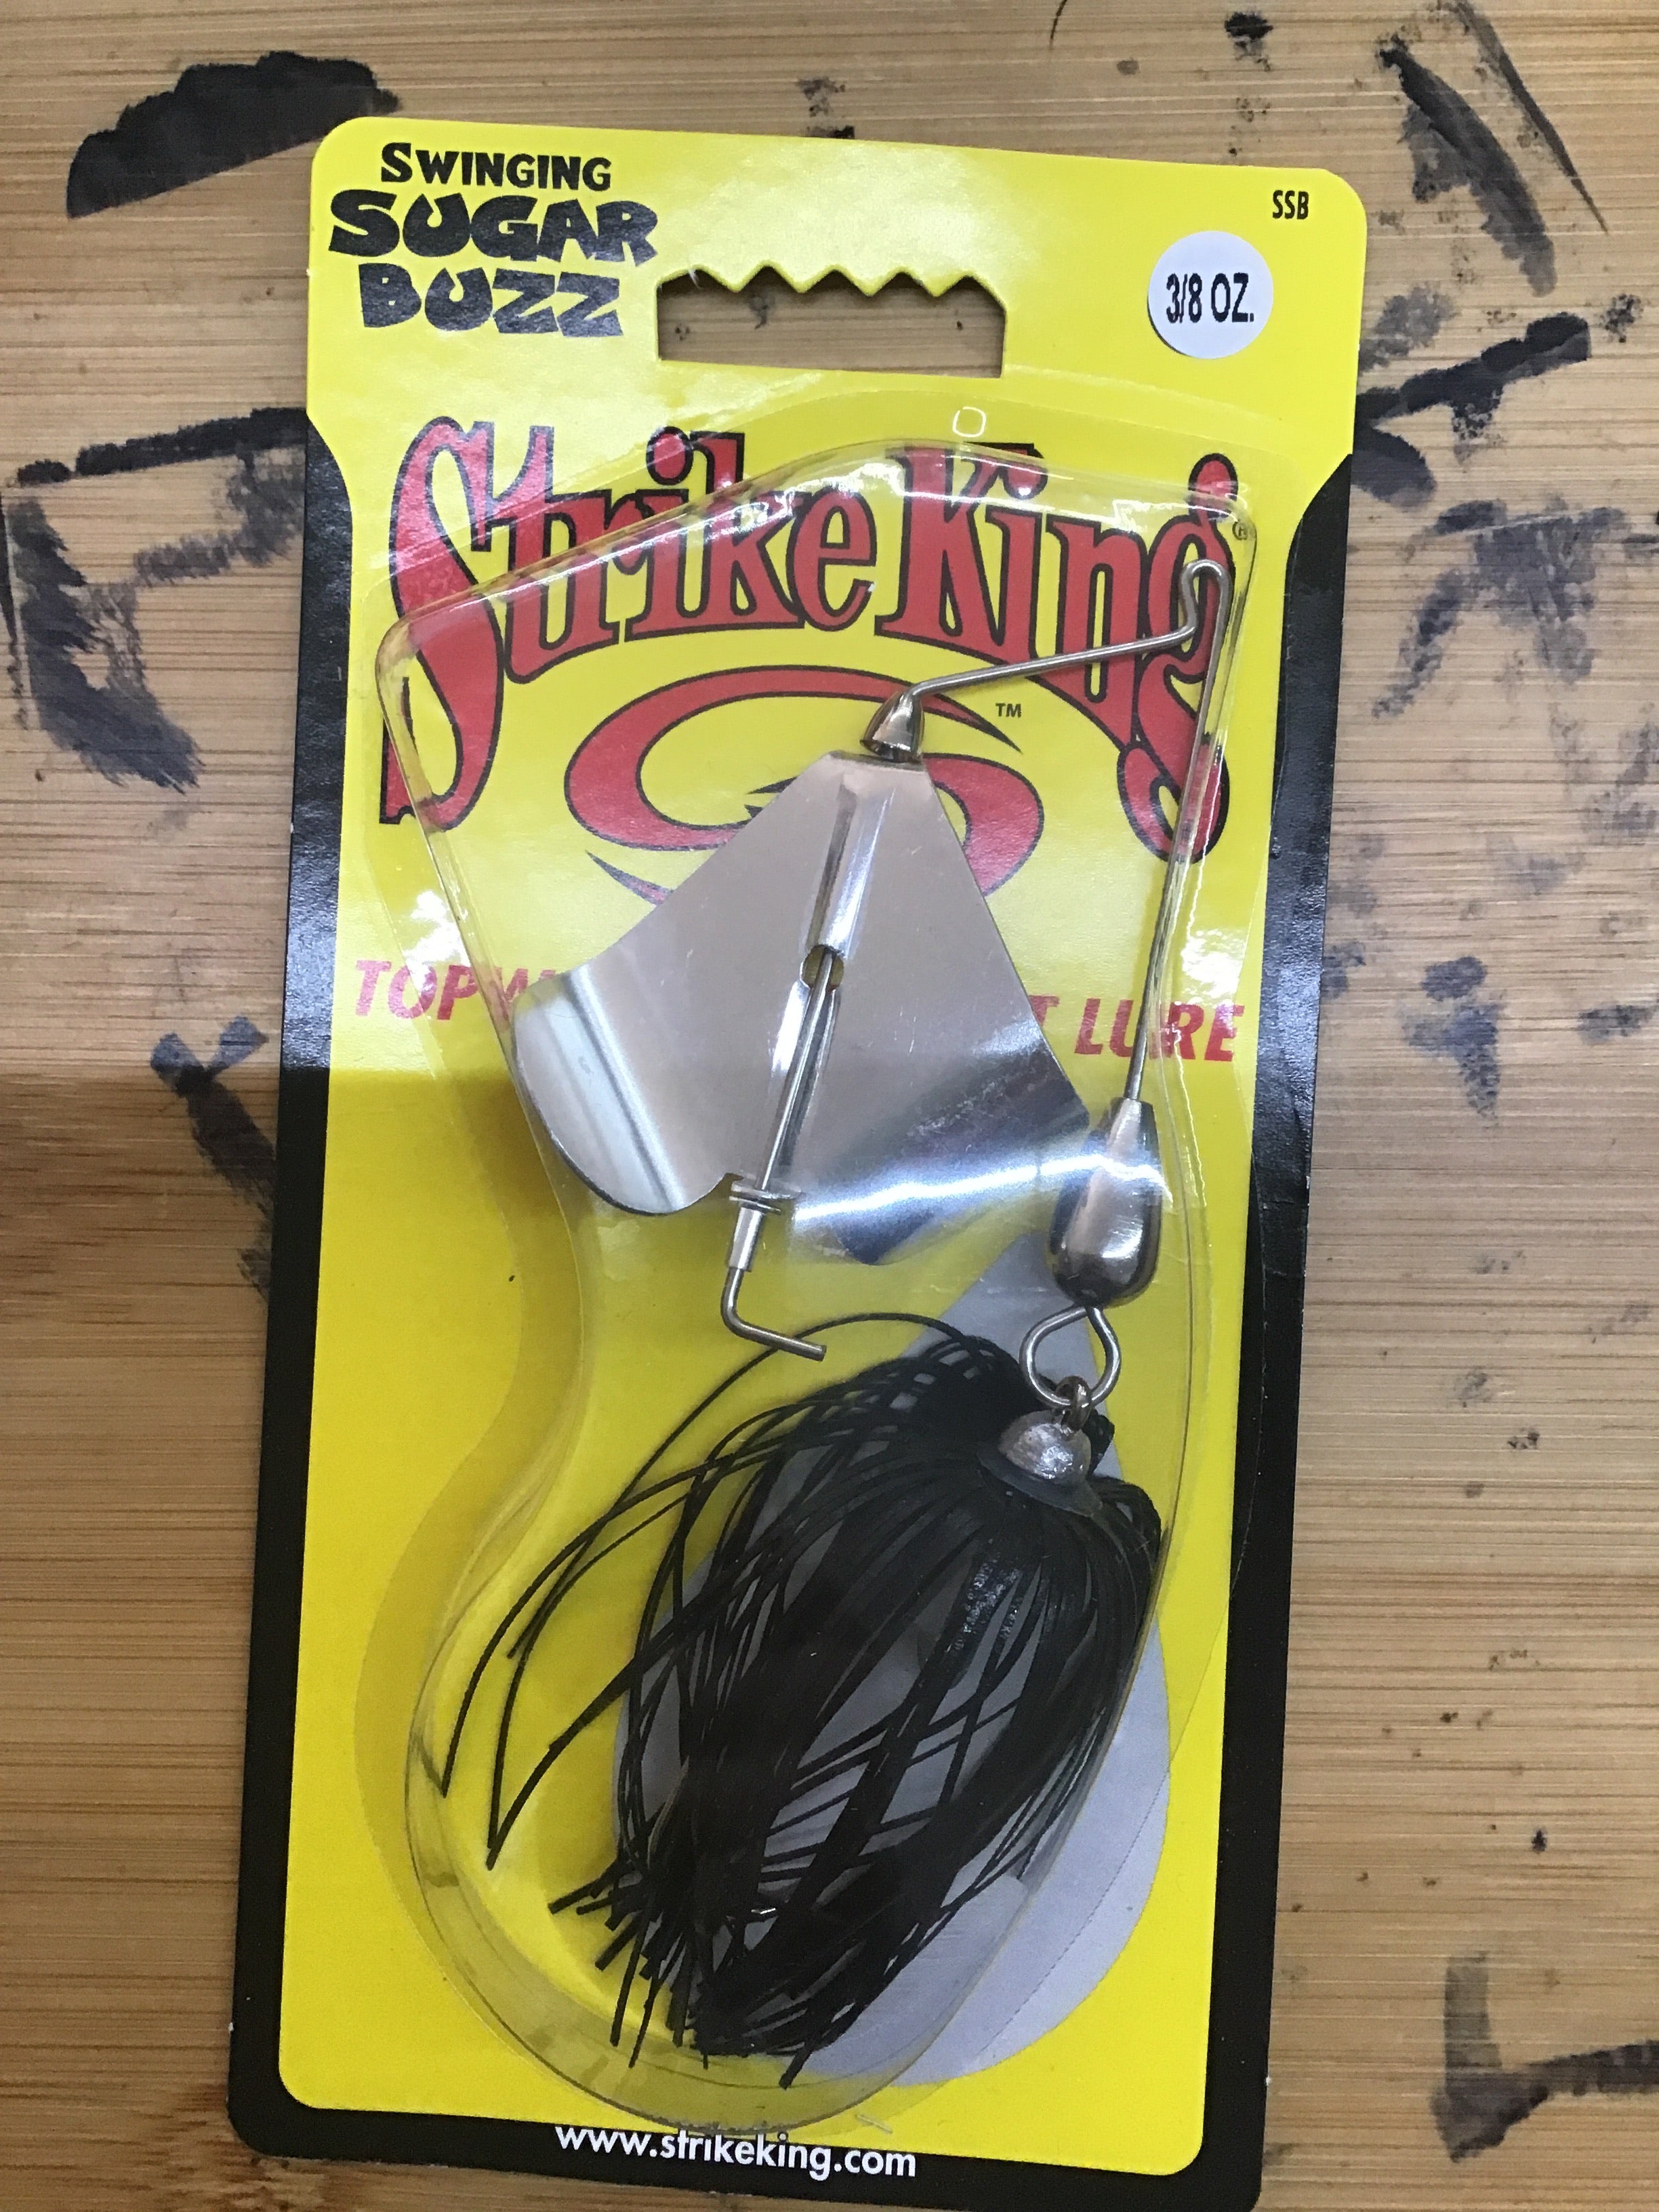 SWINGING
SUGAR
BUZZ
SSB
3/8 OZ.
Strike King®
™
LURE
www.strikeking.com